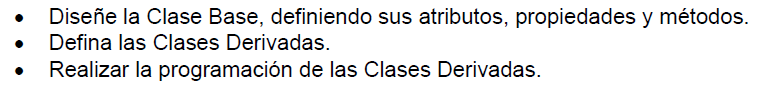 • Diseñe la Clase Base, definiendo sus atributos, propiedades y métodos.
• Defina las Clases Derivadas.
• Realizar la programación de las Clases Derivadas.